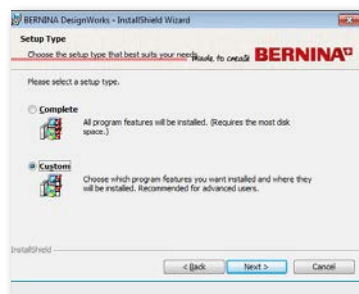 BERNINA DesignWorks - InstallShield Wizard
Setup Type
Choose the setup type that best suits your needs.
made to create BERNINA
Please select a setup type.
Complete
All program features will be installed. (Requires the most disk
space.)
Custom
Choose which program features you want installed and where they
will be installed. Recommended for advanced users.
InstallShield
< Back
Next >
Cancel